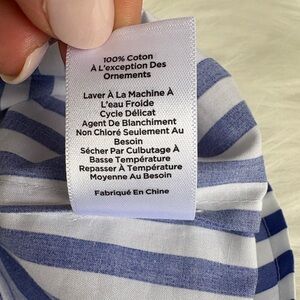 100% Coton
À L'exception Des
Ornements
Laver À La Machine À
L'eau Froide
Cycle Délicat
Agent De Blanchiment
Non Chloré Seulement Au
Besoin
Sécher Par Culbutage À
Basse Température
Repasser À Température
Moyenne Au Besoin
Fabriqué En Chine